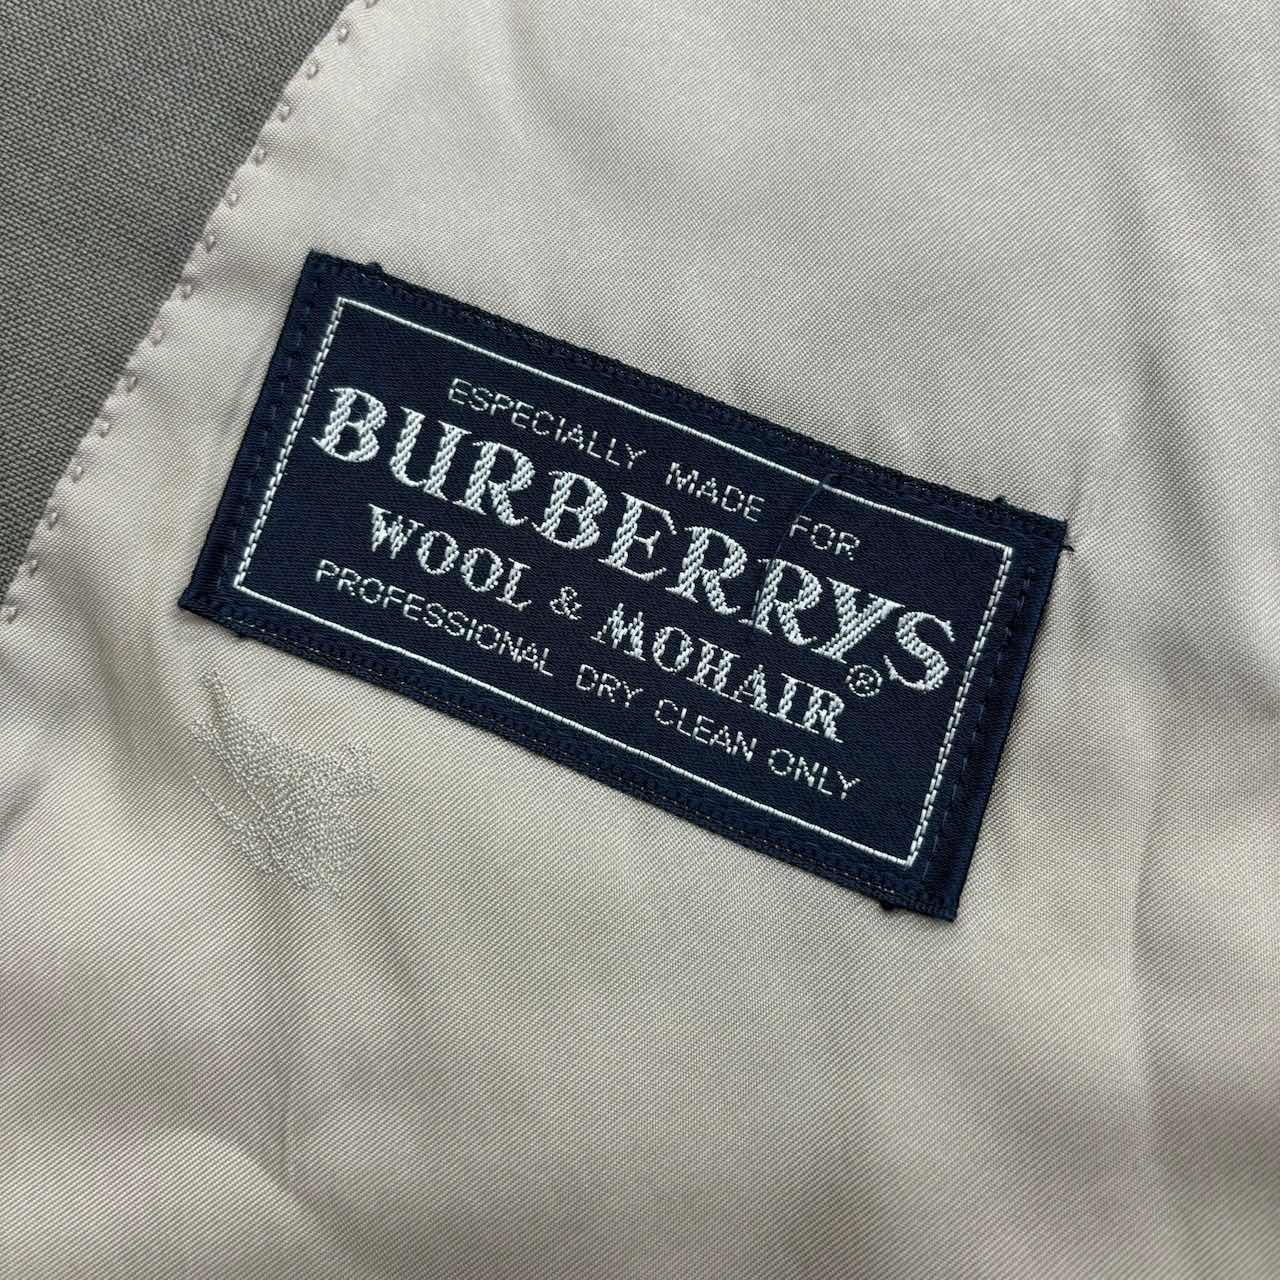 ESPECIALLY MADE FOR
BURBERRYS®
WOOL & MOHAIR
PROFESSIONAL DRY CLEAN ONLY